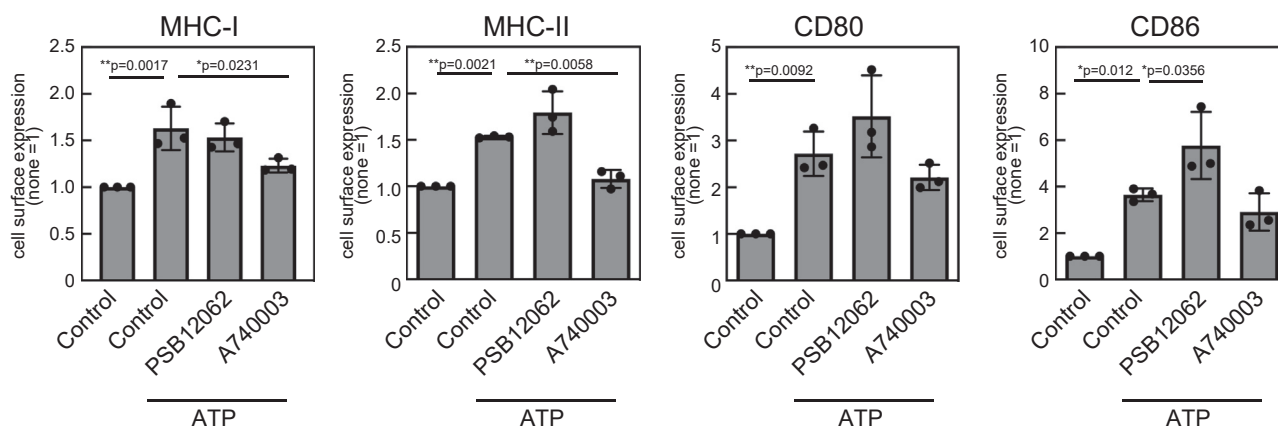 MHC-I
MHC-II
CD80
CD86
cell surface expression
(none =1)
2.5
2.0
1.5
1.0
0.5
0
**p=0.0017
*p=0.0231
Control
Control
PSB12062
A740003
ATP
cell surface expression
(none =1)
2.5
2.0
1.5
1.0
0.5
0
**p=0.0021
**p=0.0058
Control
Control
PSB12062
A740003
ATP
cell surface expression
(none =1)
5
4
3
2
1
0
**p=0.0092
Control
Control
PSB12062
A740003
ATP
cell surface expression
(none =1)
10
8
6
4
2
0
*p=0.012
*p=0.0356
Control
Control
PSB12062
A740003
ATP